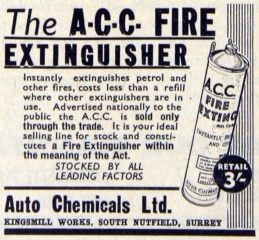 The A·C·C· FIRE
EXTINGUISHER
Instantly extinguishes petrol and
other fires, costs less than a refill
where other extinguishers are in
use. Advertised nationally to the
public the A.C.C. is sold only
through the trade. It is your ideal
selling line for stock and consti-
tutes a Fire Extinguisher within
the meaning of the Act.
STOCKED BY ALL
LEADING FACTORS
A.C.C.
FIRE
EXTING
INSTANTLY
RETAIL
3/-
Auto Chemicals Ltd.
KINGSMILL WORKS, SOUTH NUTFIELD, SURREY